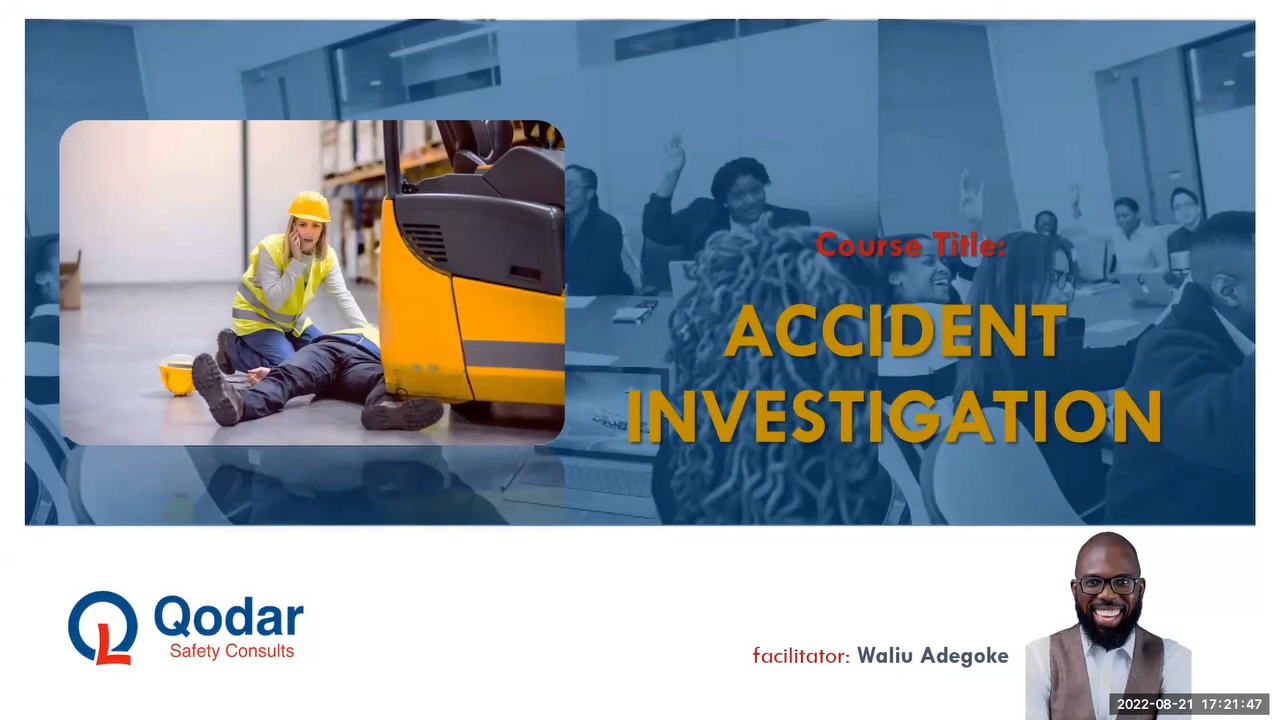 Course Title:
ACCIDENT
INVESTIGATION
Qodar
Safety Consults
facilitator: Waliu Adegoke
2022-08-21 17:21:47